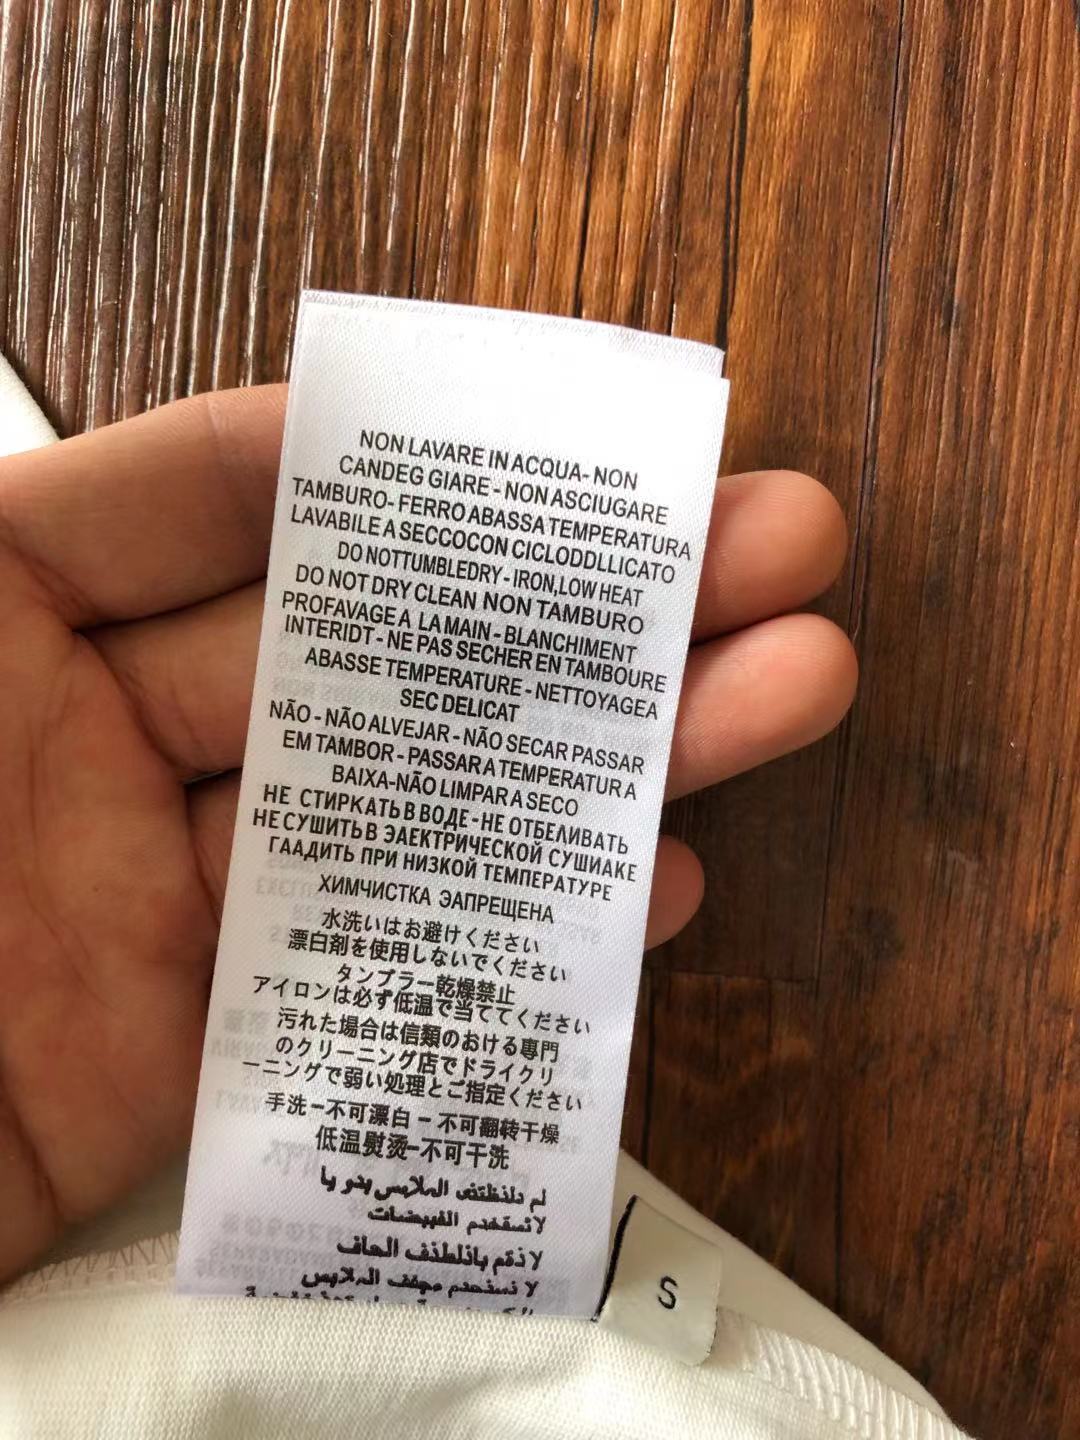 NON LAVARE IN ACQUA- NON
CANDEG GIARE - NON ASCIUGARE
TAMBURO- FERRO ABASSA TEMPERATURA
LAVABILE A SECCOCON CICLODDLLICATO
DO NOTTUMBLEDRY - IRON,LOW HEAT
DO NOT DRY CLEAN NON TAMBURO
PROFAVAGE A LA MAIN - BLANCHIMENT
INTERIDT - NE PAS SECHER EN TAMBOURE
ABASSE TEMPERATURE - NETTOYAGEA
SEC DELICAT
NÃO - NÃO ALVEJAR - NÃO SECAR PASSAR
EM TAMBOR - PASSAR A TEMPERATURA
BAIXA-NÃO LIMPAR A SECO
НЕ СТИРКАТЬ В ВОДЕ - НЕ ОТБЕЛИВАТЬ
НЕ СУШИТЬ В ЭАЕКТРИЧЕСКОЙ СУШИАКЕ
ГААДИТЬ ПРИ НИЗКОЙ ТЕМПЕРАТУРЕ
ХИМЧИСТКА ЭАПРЕЩЕНА
水洗いはお避けください
漂白剤を使用しないでください
タンブラー乾燥禁止
アイロンは必ず低温で当ててください
汚れた場合は信類のおける専門
のクリーニング店でドライクリ
ーニングで弱い処理とご指定ください
手洗－不可漂白 － 不可翻转干燥
低温熨烫－不可干洗
لم
الملابس
لا
لا
لا
الملابس
S